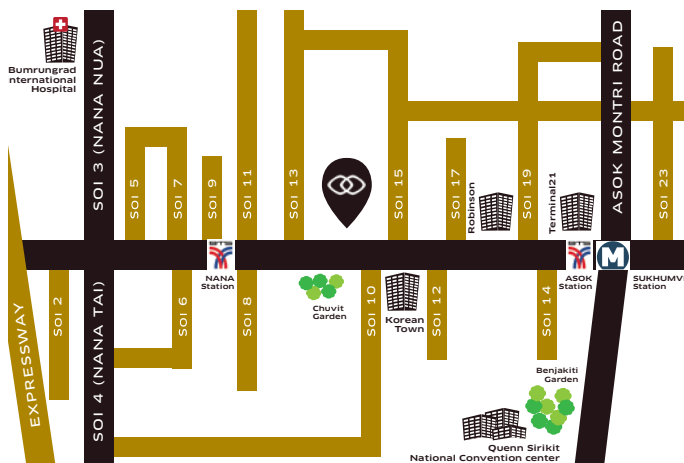 Bumrungrad
nternational
Hospital
SOI 3 (NANA NUA)
SOI 5
SOI 7
SOI 9
SOI 11
SOI 13
SOI 15
SOI 17
Robinson
SOI 19
Terminal21
ASOK MONTRI ROAD
SOI 23
BTS
NANA
Station
BTS
ASOK
Station
M
SUKHUMVI
Station
EXPRESSWAY
SOI 2
SOI 4 (NANA TAI)
SOI 6
SOI 8
Chuvit
Garden
SOI 10
Korean
Town
SOI 12
SOI 14
Benjakiti
Garden
Quenn Sirikit
National Convention center